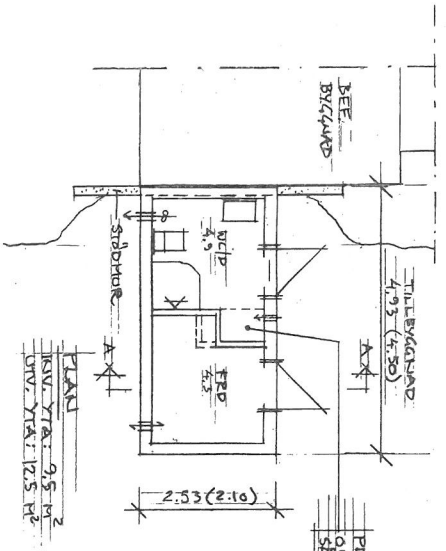 BEF.
BYGGNAD
TILLBYGGNAD
4.93 (4.50)
WC/D
4,9
STÖDMUR
A
A
FRD
4.3
2.53 (2.10)
PLAN
INV. YTA: 9.5 M²
UTV. YTA: 12.5 M²